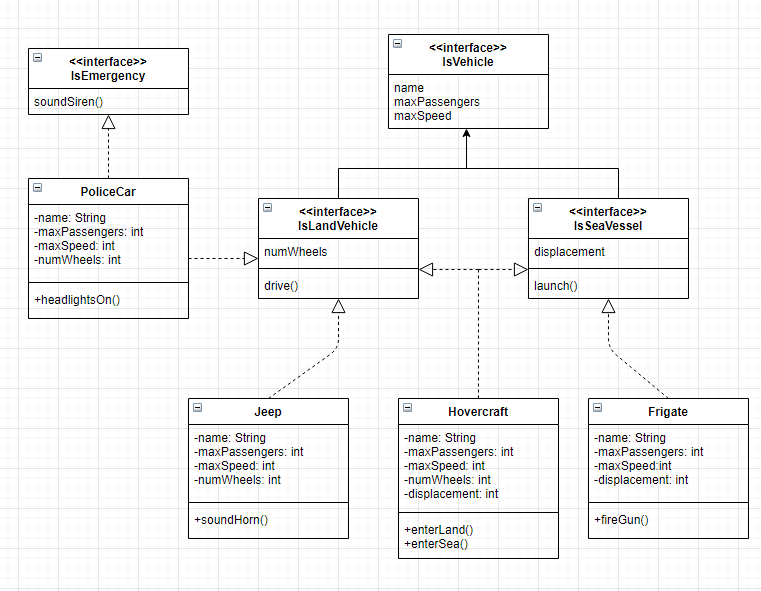 <<interface>>
IsEmergency
soundSiren()
<<interface>>
IsVehicle
name
maxPassengers
maxSpeed
PoliceCar
-name: String
-maxPassengers: int
-maxSpeed: int
-numWheels: int
+headlightsOn()
<<interface>>
IsLandVehicle
numWheels
drive()
<<interface>>
IsSeaVessel
displacement
launch()
Jeep
-name: String
-maxPassengers: int
-maxSpeed: int
-numWheels: int
+soundHorn()
Hovercraft
-name: String
-maxPassengers: int
-maxSpeed: int
-numWheels: int
-displacement: int
+enterLand()
+enterSea()
Frigate
-name: String
-maxPassengers: int
-maxSpeed:int
-displacement: int
+fireGun()